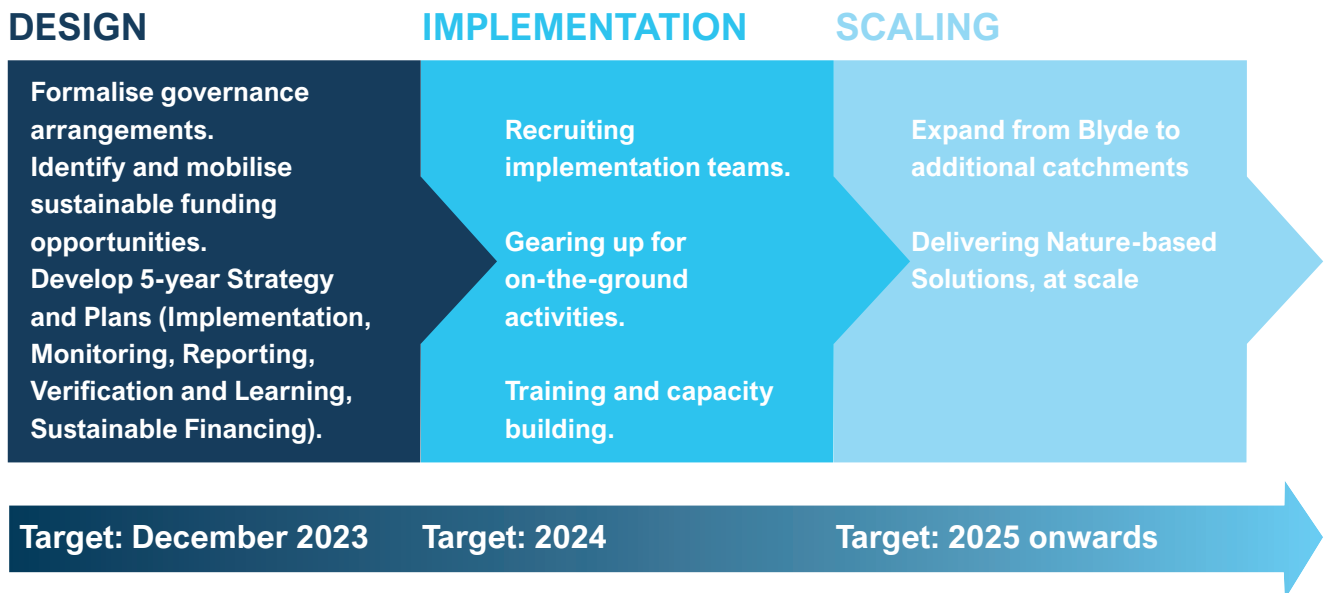 DESIGN
Formalise governance
arrangements.
Identify and mobilise
sustainable funding
opportunities.
Develop 5-year Strategy
and Plans (Implementation,
Monitoring, Reporting,
Verification and Learning,
Sustainable Financing).
IMPLEMENTATION
Recruiting
implementation teams.
Gearing up for
on-the-ground
activities.
Training and capacity
building.
SCALING
Expand from Blyde to
additional catchments
Delivering Nature-based
Solutions, at scale
Target: December 2023
Target: 2024
Target: 2025 onwards